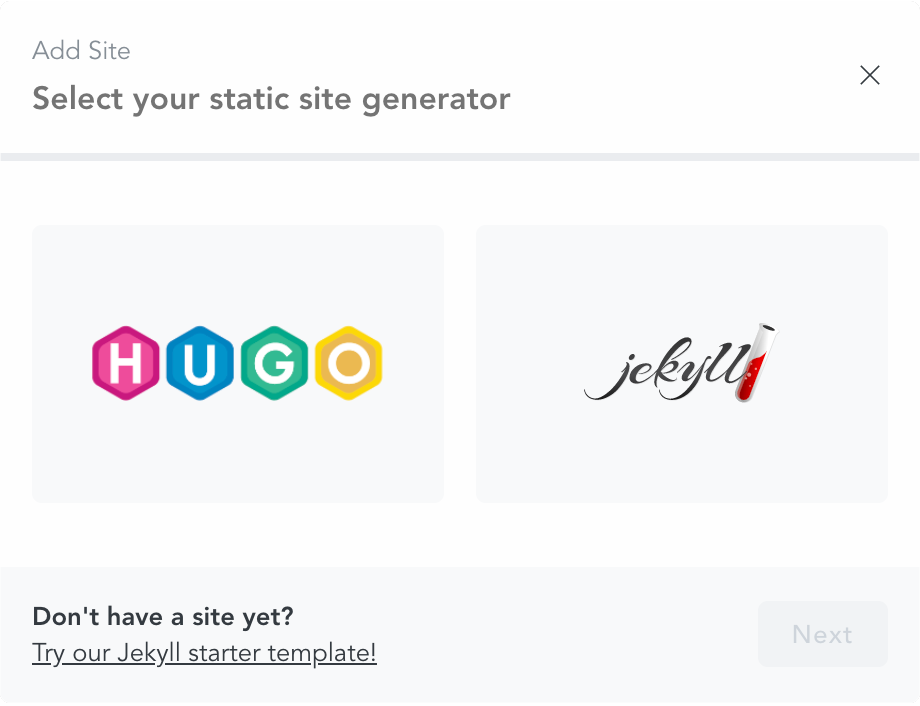 Add Site
Select your static site generator
HUGO
jekyll
Don't have a site yet?
Try our Jekyll starter template!
Next